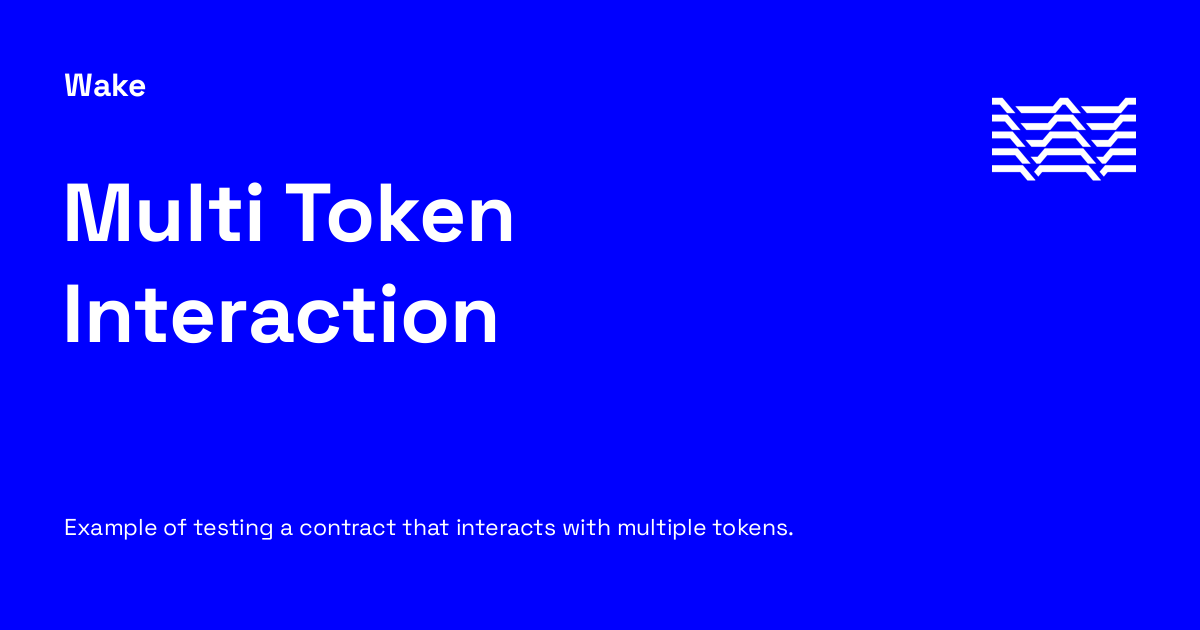 Wake
Multi Token
Interaction
Example of testing a contract that interacts with multiple tokens.